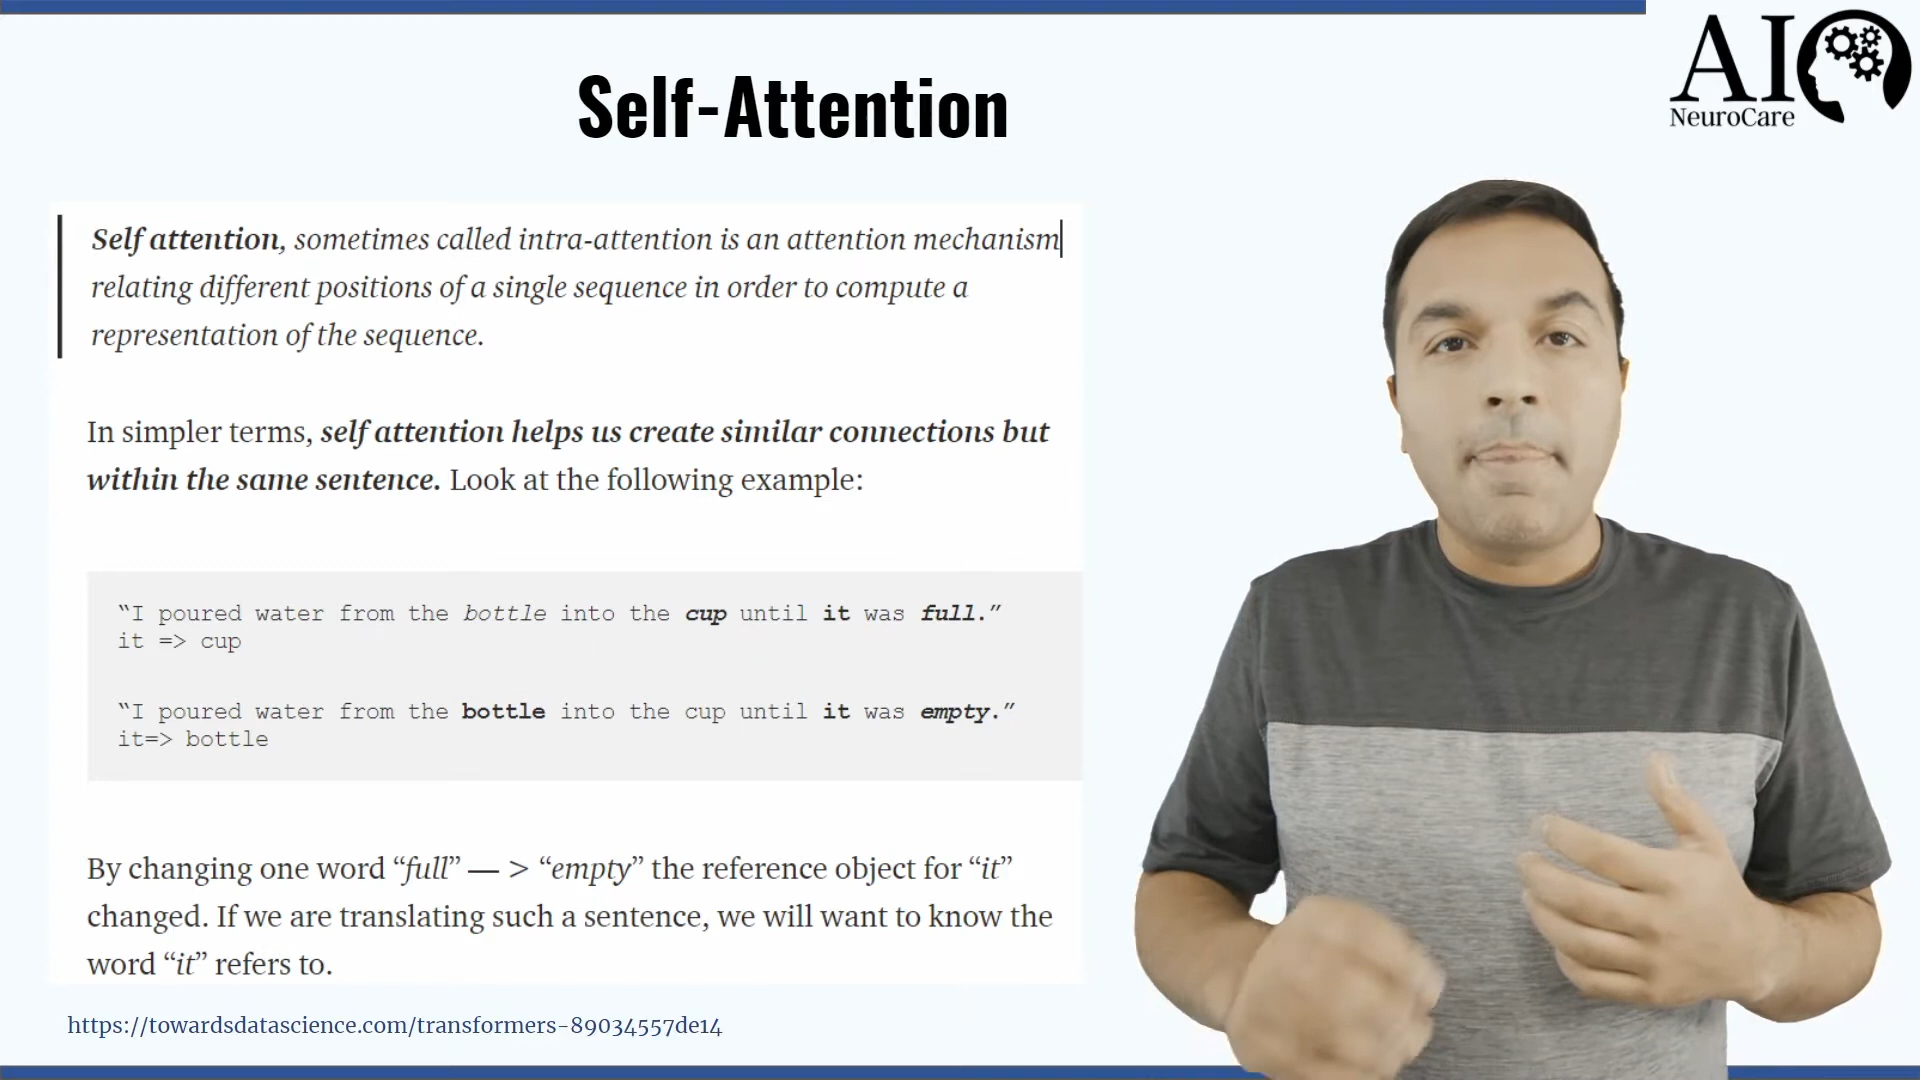 AI
NeuroCare
Self-Attention
Self attention, sometimes called intra-attention is an attention mechanism
relating different positions of a single sequence in order to compute a
representation of the sequence.
In simpler terms, self attention helps us create similar connections but
within the same sentence. Look at the following example:
“I poured water from the bottle into the cup until it was full.”
it => cup
“I poured water from the bottle into the cup until it was empty.”
it=> bottle
By changing one word “full” — > “empty” the reference object for “it”
changed. If we are translating such a sentence, we will want to know the
word “it” refers to.
https://towardsdatascience.com/transformers-89034557de14